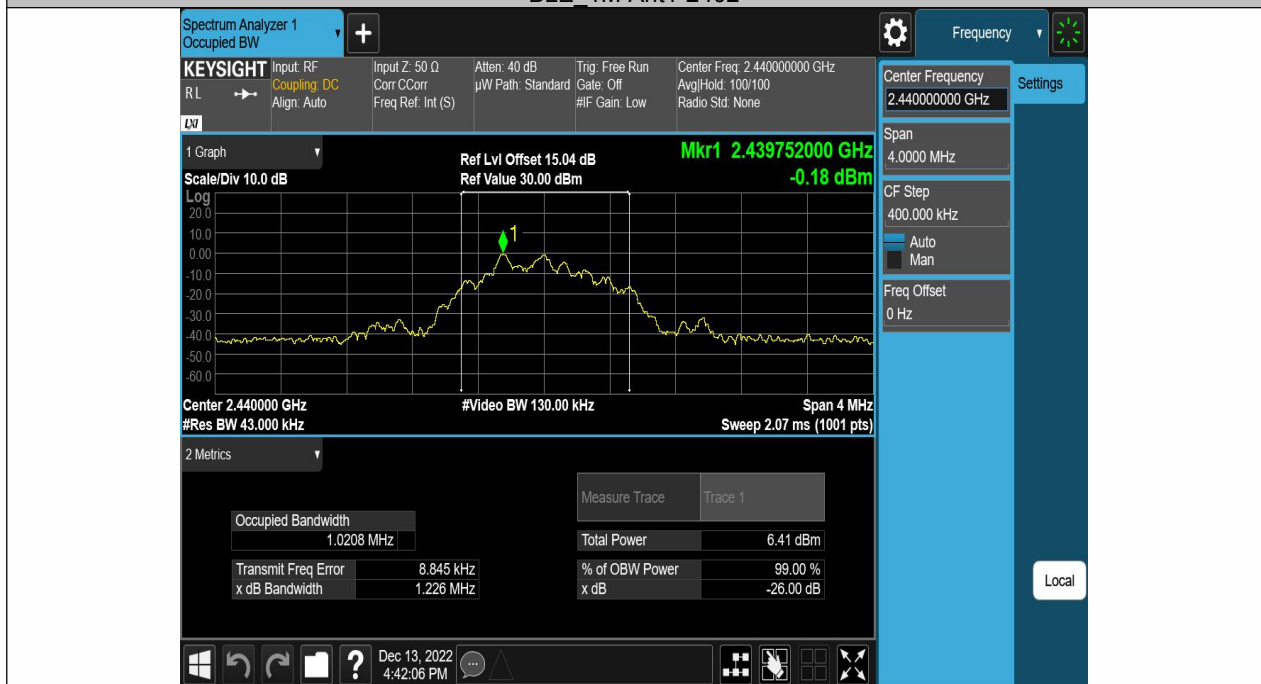 Spectrum Analyzer 1
Occupied BW
Frequency
KEYSIGHT
R L
LXI
Input: RF
Coupling: DC
Align: Auto
Input Z: 50 Ω
Corr CCorr
Freq Ref: Int (S)
Atten: 40 dB
µW Path: Standard
Trig: Free Run
Gate: Off
#IF Gain: Low
Center Freq: 2.440000000 GHz
Avg|Hold: 100/100
Radio Std: None
Center Frequency
2.440000000 GHz
Settings
Span
4.0000 MHz
CF Step
400.000 kHz
Auto
Man
Freq Offset
0 Hz
Local
1 Graph
Scale/Div 10.0 dB
Ref Lvl Offset 15.04 dB
Ref Value 30.00 dBm
Mkr1 2.439752000 GHz
-0.18 dBm
Log
20.0
10.0
0.00
-10.0
-20.0
-30.0
-40.0
-50.0
-60.0
1
Center 2.440000 GHz
#Res BW 43.000 kHz
#Video BW 130.00 kHz
Span 4 MHz
Sweep 2.07 ms (1001 pts)
2 Metrics
Measure Trace Trace 1
Occupied Bandwidth
1.0208 MHz
Total Power 6.41 dBm
Transmit Freq Error 8.845 kHz
% of OBW Power 99.00 %
x dB Bandwidth 1.226 MHz
x dB -26.00 dB
?
Dec 13, 2022
4:42:06 PM